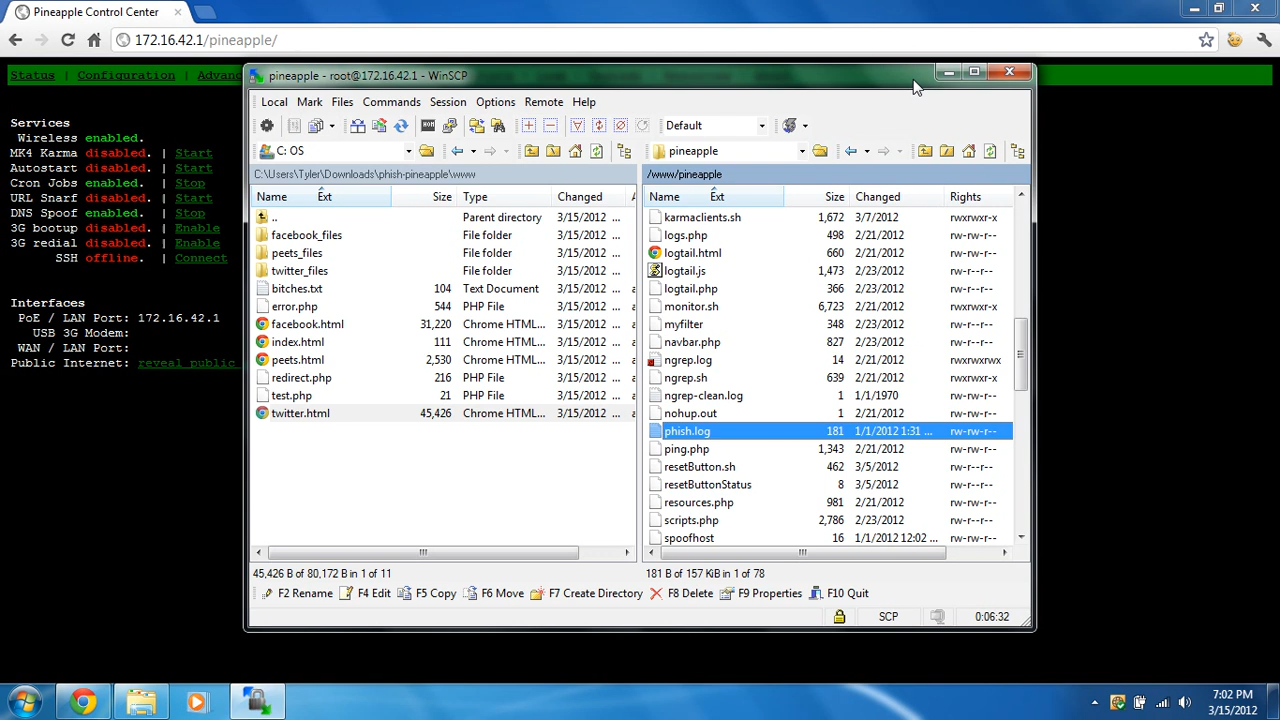 Pineapple Control Center
172.16.42.1/pineapple/
Status | Configuration | Advan
Services
Wireless enabled.
MK4 Karma disabled. | Start
Autostart disabled. | Start
Cron Jobs enabled. | Stop
URL Snarf disabled. | Start
DNS Spoof enabled. | Stop
3G bootup disabled. | Enable
3G redial disabled. | Enable
SSH offline. | Connect
Interfaces
PoE / LAN Port: 172.16.42.1
USB 3G Modem:
WAN / LAN Port:
Public Internet: reveal public
pineapple - root@172.16.42.1 - WinSCP
Local Mark Files Commands Session Options Remote Help
Default
C: OS
C:\Users\Tyler\Downloads\phish-pineapple\www
Name Ext Size Type Changed
.. Parent directory 3/15/2012 ...
facebook_files File folder 3/15/2012 ...
peets_files File folder 3/15/2012 ...
twitter_files File folder 3/15/2012 ...
bitches.txt 104 Text Document 3/15/2012 ... a
error.php 544 PHP File 3/15/2012 ... a
facebook.html 31,220 Chrome HTML... 3/15/2012 ... a
index.html 111 Chrome HTML... 3/15/2012 ... a
peets.html 2,530 Chrome HTML... 3/15/2012 ... a
redirect.php 216 PHP File 3/15/2012 ... a
test.php 21 PHP File 3/15/2012 ... a
twitter.html 45,426 Chrome HTML... 3/15/2012 ... a
45,426 B of 80,172 B in 1 of 11
pineapple
/www/pineapple
Name Ext Size Changed Rights
karmaclients.sh 1,672 3/7/2012 rwxrwxr-x
logs.php 498 2/21/2012 rw-rw-r--
logtail.html 660 2/21/2012 rw-rw-r--
logtail.js 1,473 2/23/2012 rw-rw-r--
logtail.php 366 2/23/2012 rw-rw-r--
monitor.sh 6,723 2/21/2012 rw-rw-r--
myfilter 348 2/23/2012 rw-rw-r--
navbar.php 827 2/23/2012 rw-rw-r--
ngrep.log 14 2/21/2012 rwxrwxrwx
ngrep.sh 639 2/21/2012 rwxrwxr-x
ngrep-clean.log 1 1/1/1970 rw-rw-r--
nohup.out 1 2/21/2012 rw-rw-r--
phish.log 181 1/1/2012 1:31 ... rw-rw-r--
ping.php 1,343 2/21/2012 rw-rw-r--
resetButton.sh 462 3/5/2012 rw-r--r--
resetButtonStatus 8 3/5/2012 rw-r--r--
resources.php 981 2/21/2012 rw-rw-r--
scripts.php 2,786 2/23/2012 rw-r--r--
spoofhost 16 1/1/2012 12:02 ... rw-rw-r--
181 B of 157 KiB in 1 of 78
F2 Rename F4 Edit F5 Copy F6 Move F7 Create Directory F8 Delete F9 Properties F10 Quit
SCP 0:06:32
7:02 PM
3/15/2012